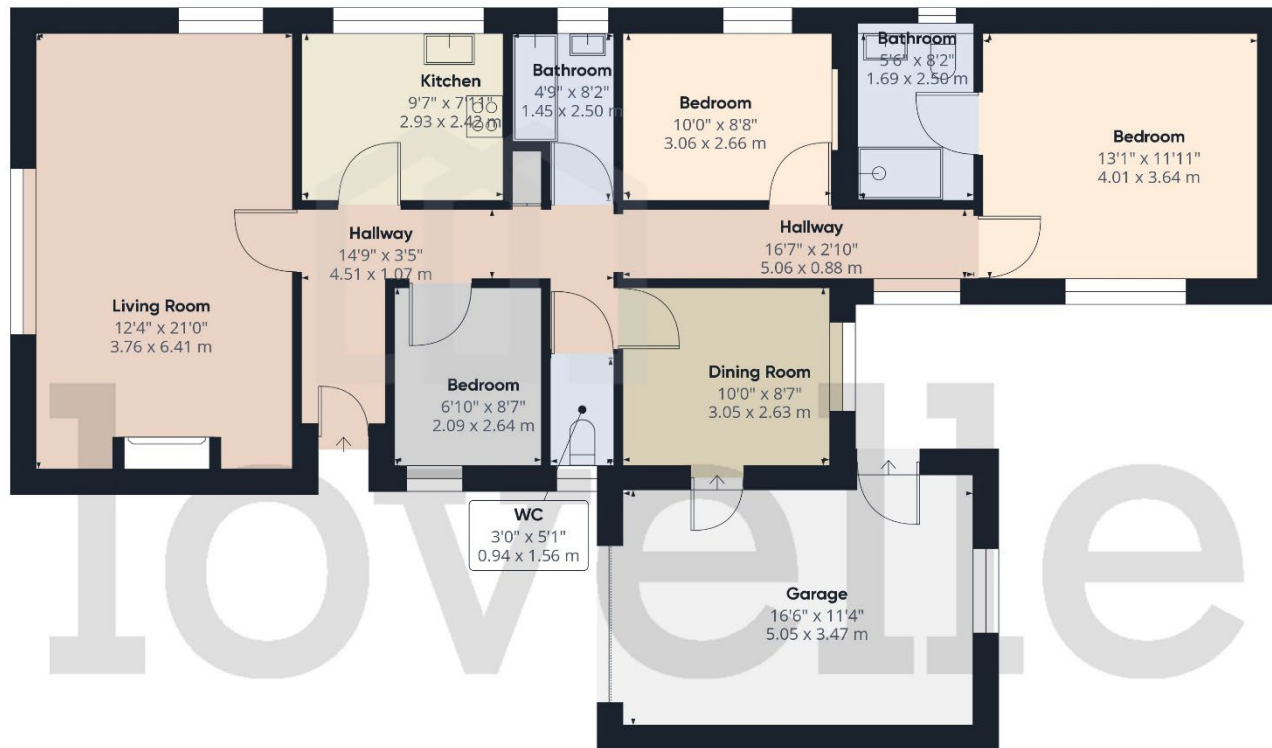 Living Room
12'4" x 21'0"
3.76 x 6.41 m
Kitchen
9'7" x 7'11"
2.93 x 2.42 m
Bathroom
4'9" x 8'2"
1.45 x 2.50 m
Bedroom
10'0" x 8'8"
3.06 x 2.66 m
Bathroom
5'6" x 8'2"
1.69 x 2.50 m
Bedroom
13'1" x 11'11"
4.01 x 3.64 m
Hallway
14'9" x 3'5"
4.51 x 1.07 m
Hallway
16'7" x 2'10"
5.06 x 0.88 m
Bedroom
6'10" x 8'7"
2.09 x 2.64 m
Dining Room
10'0" x 8'7"
3.05 x 2.63 m
WC
3'0" x 5'1"
0.94 x 1.56 m
Garage
16'6" x 11'4"
5.05 x 3.47 m
lovelle